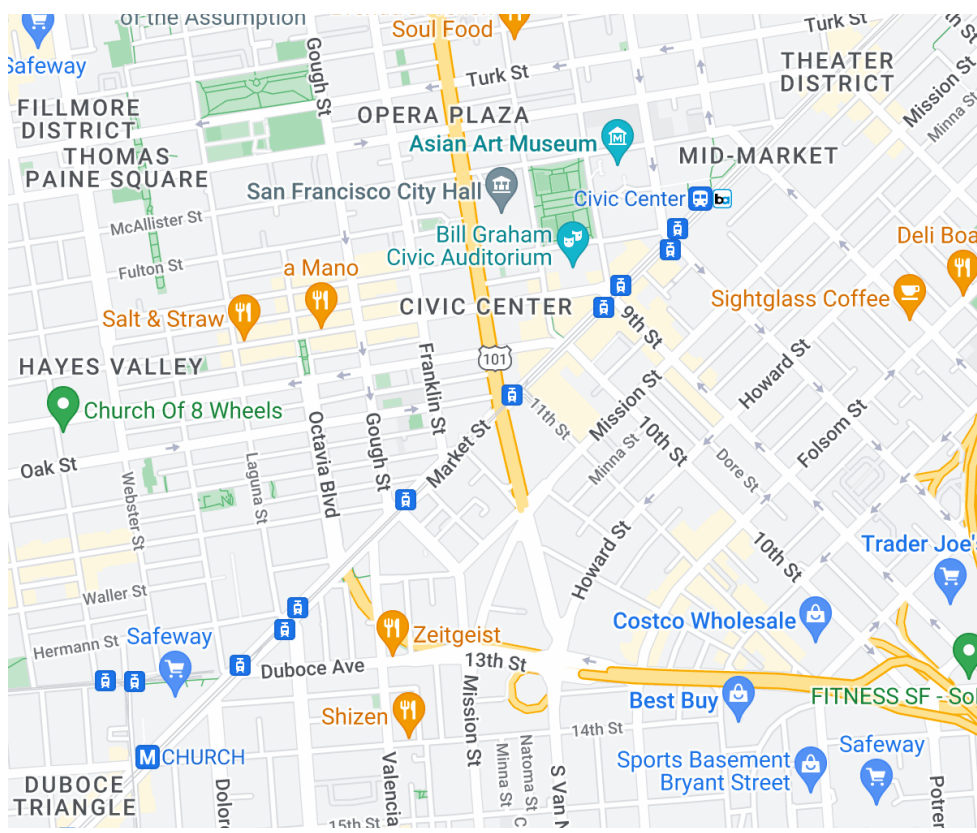 of the Assumption
Soul Food
Turk St
Safeway
Gough St
Turk St
THEATER
DISTRICT
Mission St
Minna St
FILLMORE
DISTRICT
OPERA PLAZA
Asian Art Museum
THOMAS
PAINE SQUARE
MID-MARKET
San Francisco City Hall
Civic Center
McAllister St
Bill Graham
Civic Auditorium
Deli Boa
Fulton St
a Mano
CIVIC CENTER
Sightglass Coffee
Salt & Straw
9th St
HAYES VALLEY
Franklin St
101
Howard St
Mission St
Church Of 8 Wheels
11th St
Octavia Blvd
Gough St
Market St
10th St
Folsom St
Minna St
Oak St
Laguna St
Webster St
Dore St
Howard St
10th St
Trader Joe's
Waller St
Costco Wholesale
Hermann St
Safeway
Zeitgeist
Duboce Ave
13th St
Best Buy
FITNESS SF - So
Shizen
Mission St
14th St
Minna St
Natoma St
Sports Basement
Bryant Street
Safeway
M CHURCH
DUBOCE
TRIANGLE
Dolor
Valencia
S Van N
C
Potre
15th St